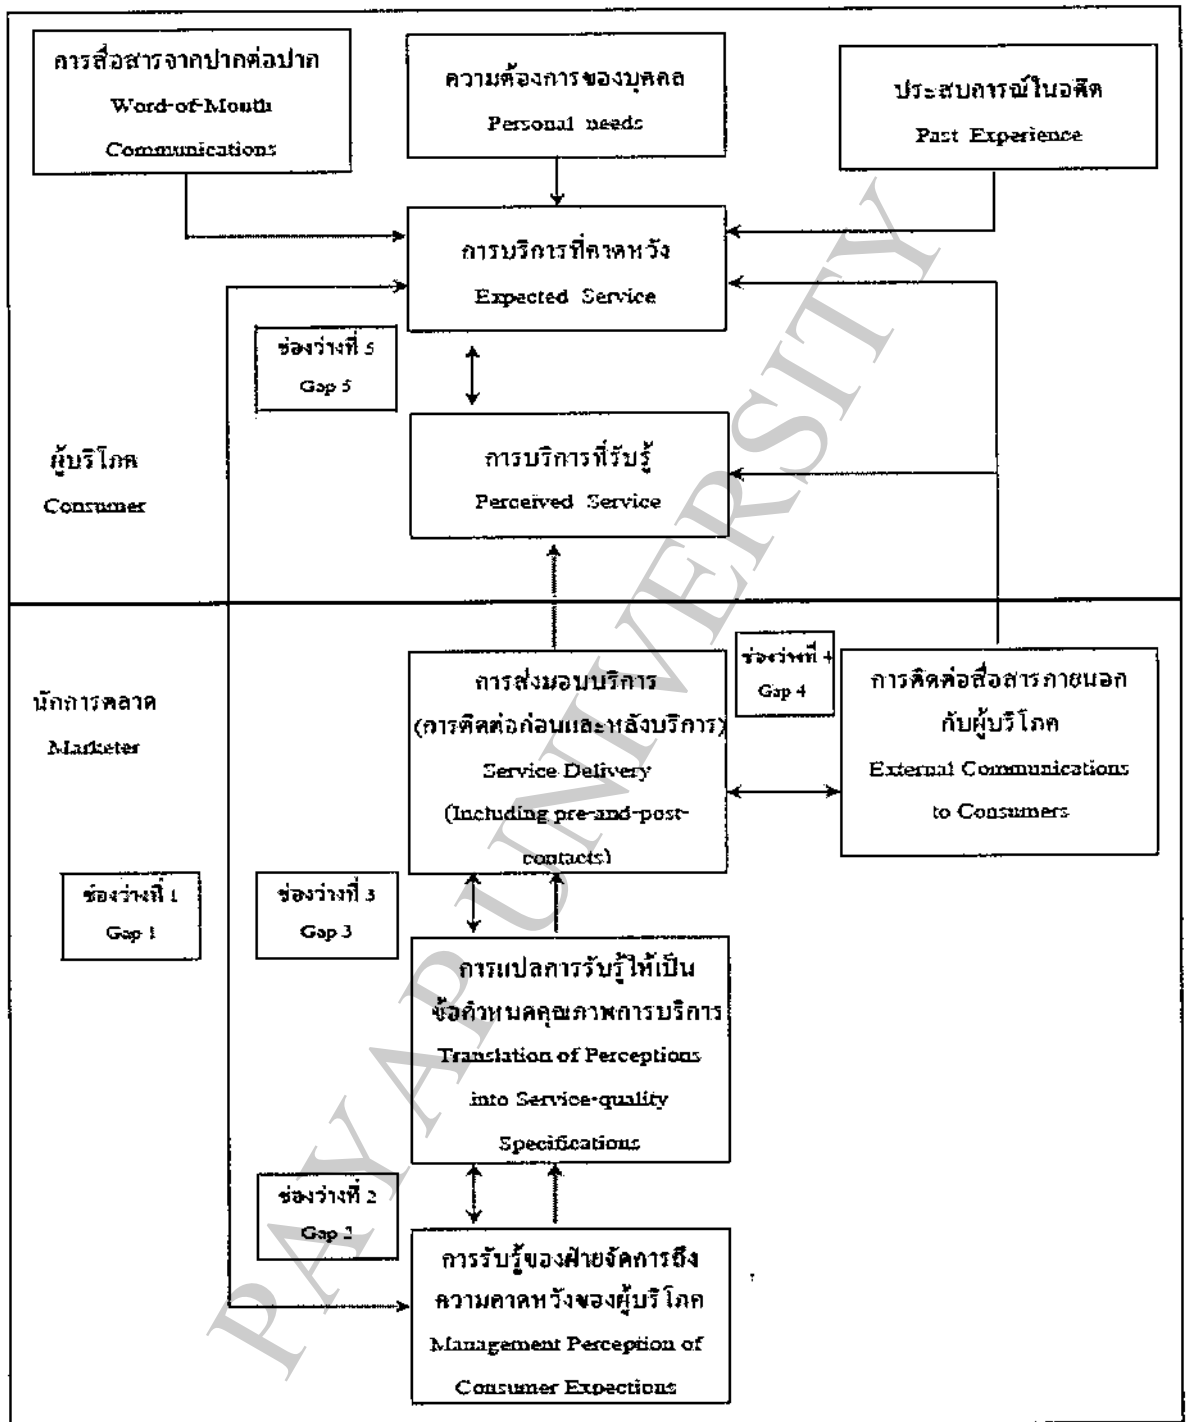 การสื่อสารจากปากต่อปาก
Word-of-Mouth
Communications
ความต้องการของบุคคล
Personal needs
ประสบการณ์ในอดีต
Past Experience
การบริการที่คาดหวัง
Expected Service
ช่องว่างที่ 5
Gap 5
การบริการที่รับรู้
Perceived Service
ผู้บริโภค
Consumer
นักการตลาด
Marketer
การส่งมอบบริการ
(การติดต่อก่อนและหลังบริการ)
Service Delivery
(Including pre-and-post-
contacts)
ช่องว่างที่ 4
Gap 4
การติดต่อสื่อสารภายนอก
กับผู้บริโภค
External Communications
to Consumers
ช่องว่างที่ 1
Gap 1
ช่องว่างที่ 3
Gap 3
การแปลการรับรู้ให้เป็น
ข้อกำหนดคุณภาพการบริการ
Translation of Perceptions
into Service-quality
Specifications
ช่องว่างที่ 2
Gap 2
การรับรู้ของฝ่ายจัดการถึง
ความคาดหวังของผู้บริโภค
Management Perception of
Consumer Expections
PAYAP UNIVERSITY